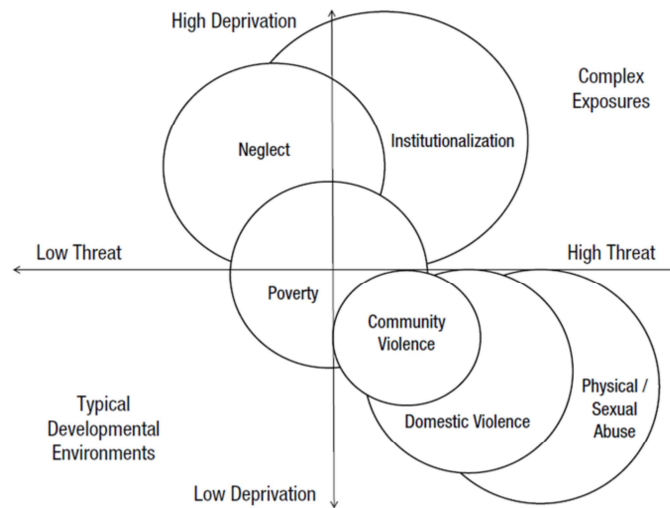 High Deprivation
Complex
Exposures
Neglect
Institutionalization
Low Threat
High Threat
Poverty
Community
Violence
Physical /
Sexual
Abuse
Domestic Violence
Typical
Developmental
Environments
Low Deprivation